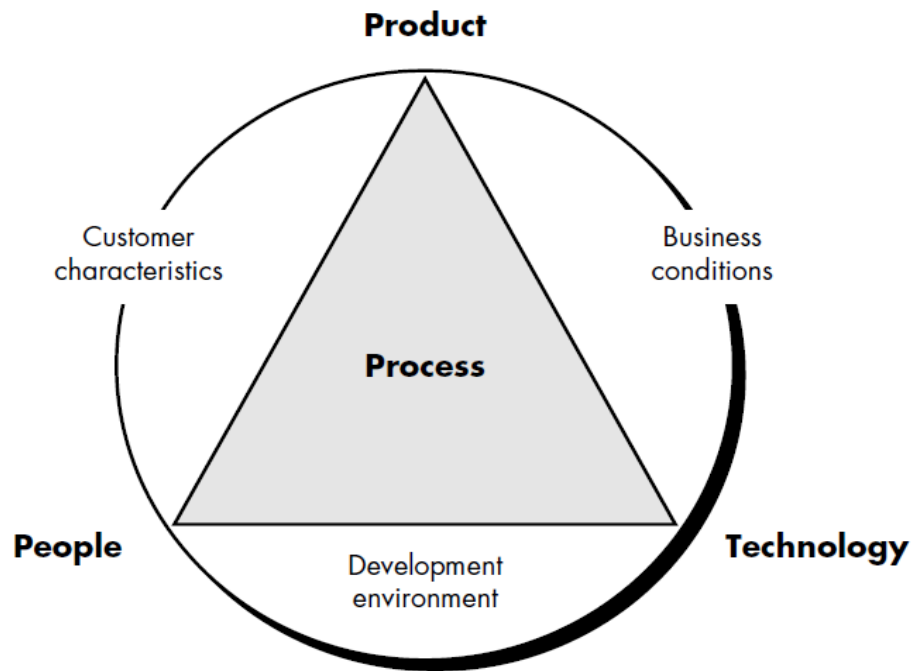 Product
Customer
characteristics
Business
conditions
Process
People
Technology
Development
environment